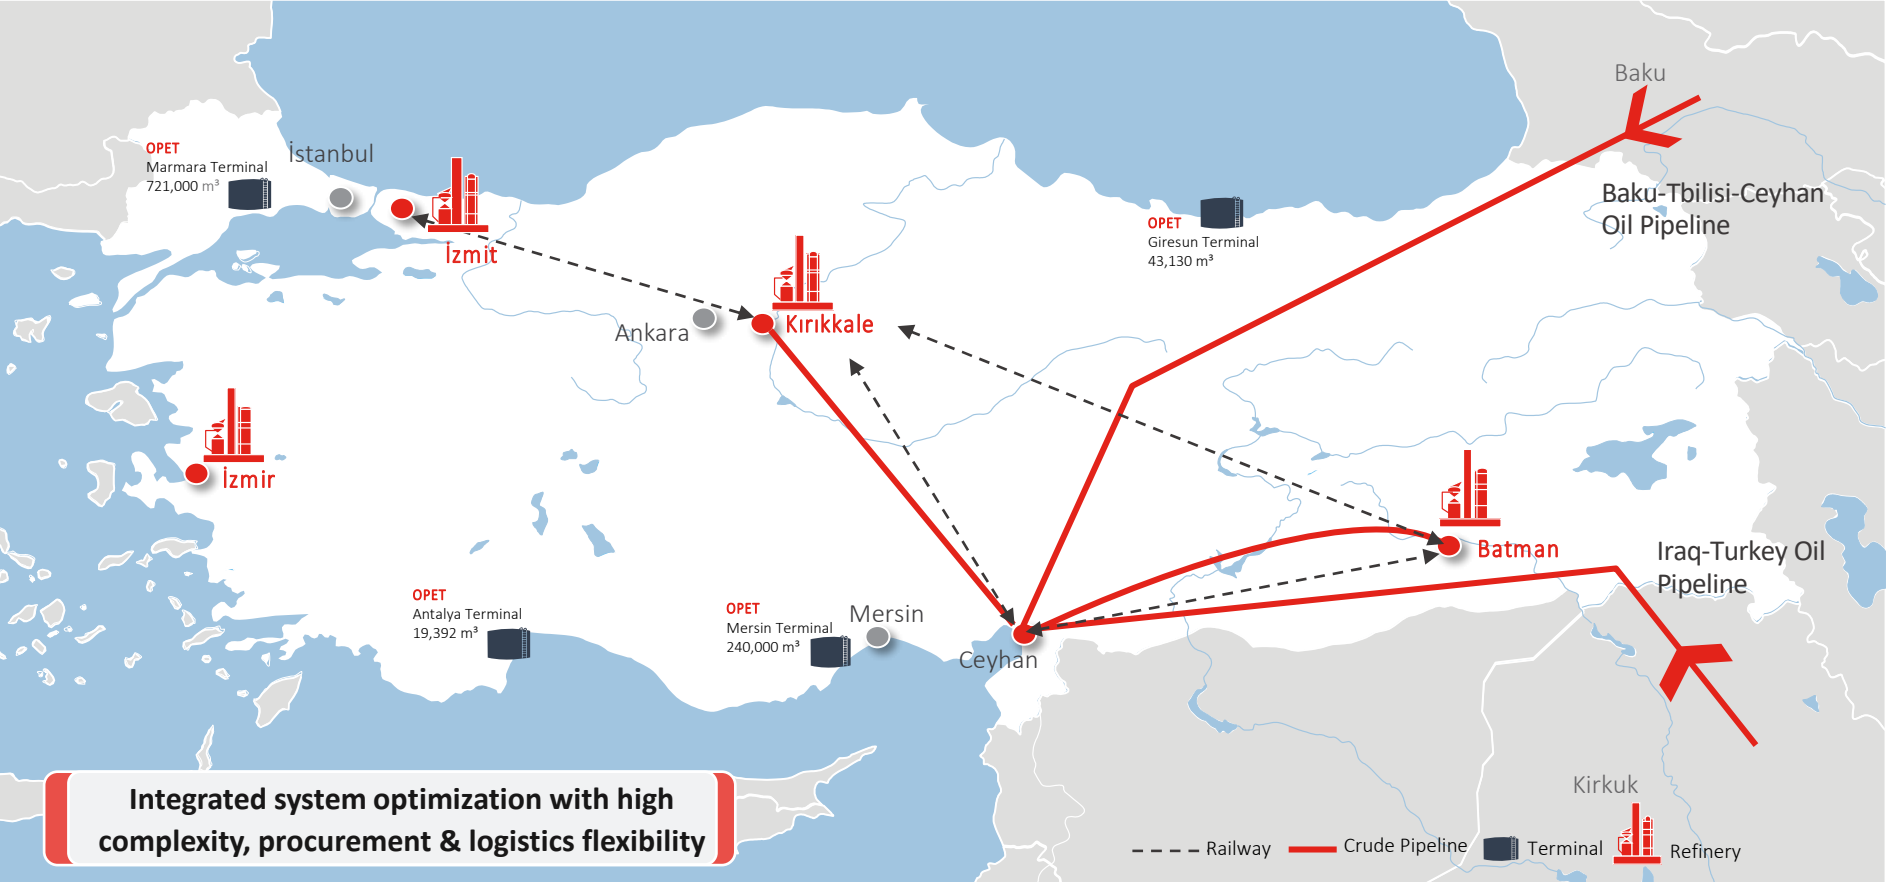 Baku
OPET
Marmara Terminal
721,000 m³
İstanbul
Baku-Tbilisi-Ceyhan
Oil Pipeline
OPET
Giresun Terminal
43,130 m³
İzmit
Ankara
Kırıkkale
İzmir
Batman
Iraq-Turkey Oil
Pipeline
OPET
Antalya Terminal
19,392 m³
OPET
Mersin Terminal
240,000 m³
Mersin
Ceyhan
Kirkuk
Integrated system optimization with high
complexity, procurement & logistics flexibility
Railway
Crude Pipeline
Terminal
Refinery